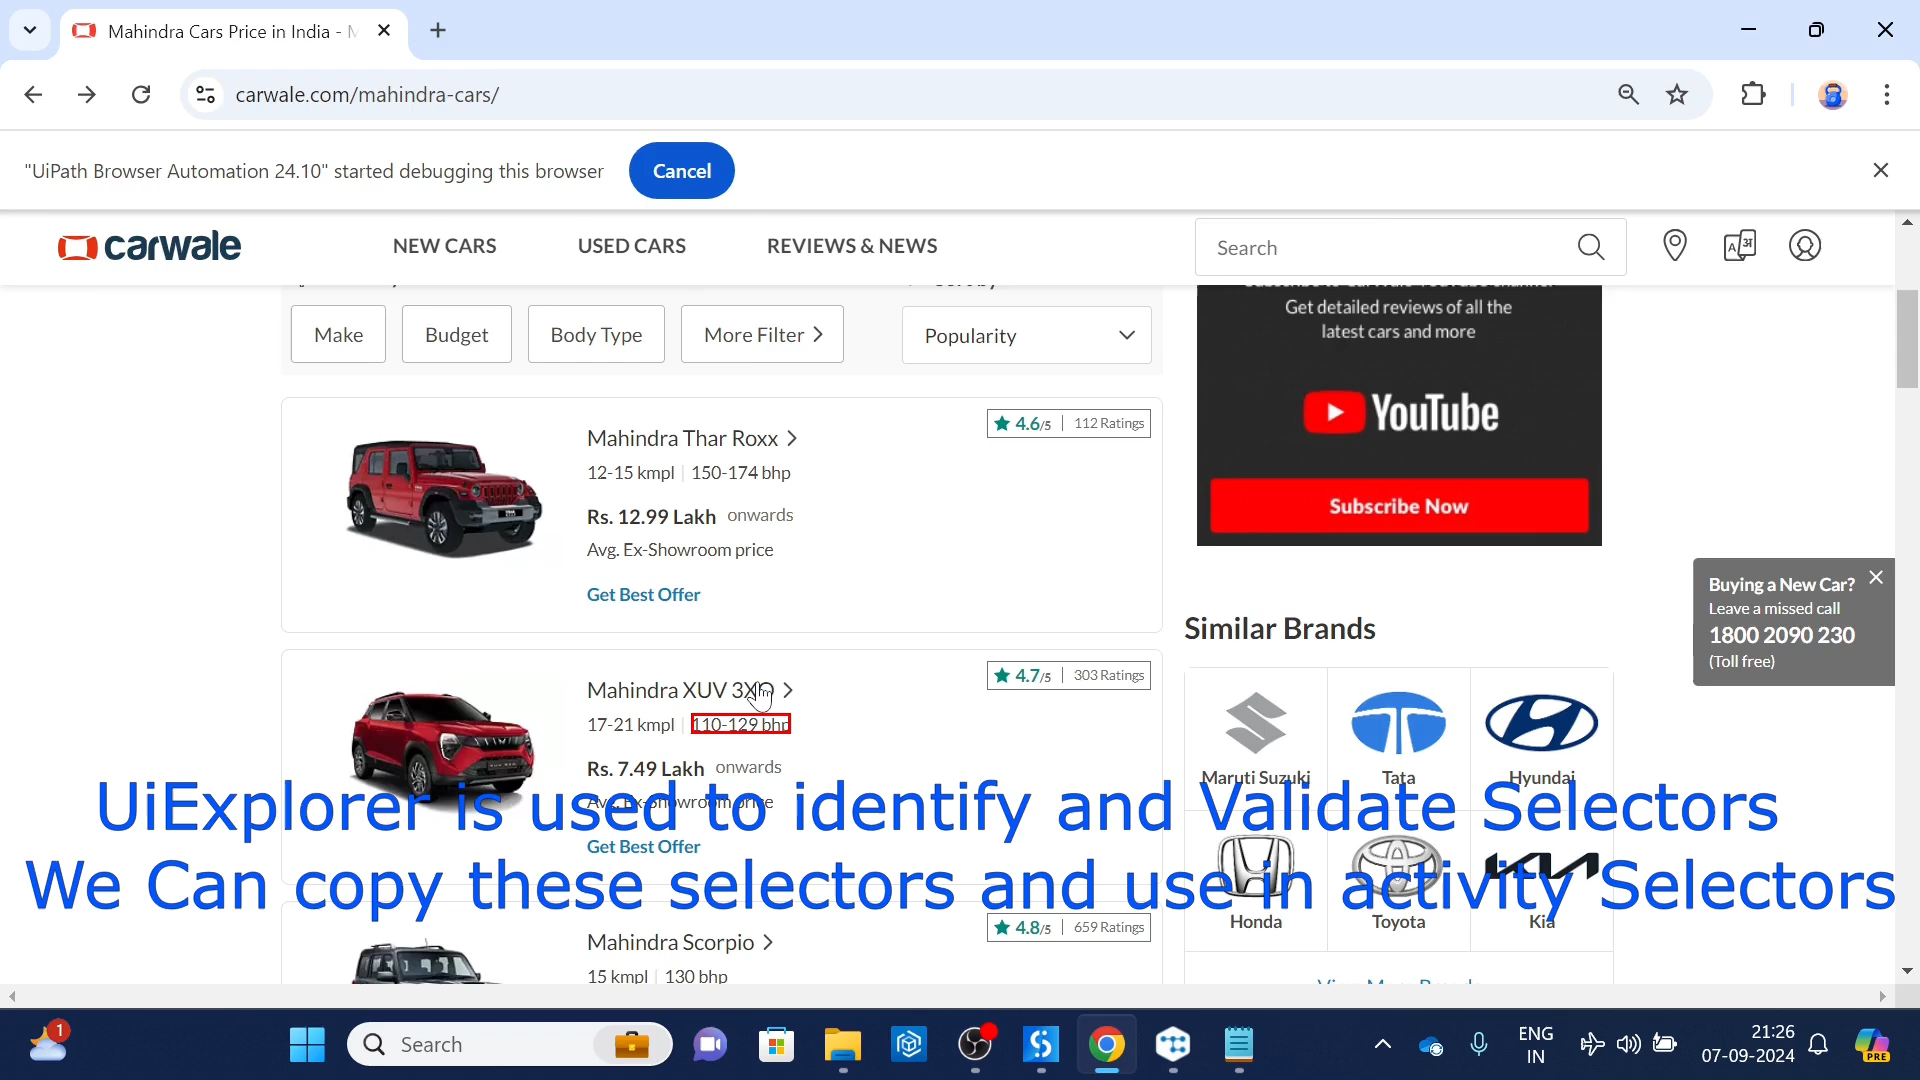 Mahindra Cars Price in India - M
carwale.com/mahindra-cars/
"UiPath Browser Automation 24.10" started debugging this browser
Cancel
carwale
NEW CARS
USED CARS
REVIEWS & NEWS
Search
Make
Budget
Body Type
More Filter
Popularity
Get detailed reviews of all the
latest cars and more
YouTube
Subscribe Now
Mahindra Thar Roxx
4.6/5 | 112 Ratings
12-15 kmpl | 150-174 bhp
Rs. 12.99 Lakh onwards
Avg. Ex-Showroom price
Get Best Offer
Mahindra XUV 3XO
4.7/5 | 303 Ratings
17-21 kmpl | 110-129 bhp
Rs. 7.49 Lakh onwards
Avg. Ex-Showroom price
Get Best Offer
Mahindra Scorpio
4.8/5 | 659 Ratings
15 kmpl | 130 bhp
Similar Brands
Maruti Suzuki
Tata
Hyundai
Honda
Toyota
Kia
Buying a New Car?
Leave a missed call
1800 2090 230
(Toll free)
UiExplorer is used to identify and Validate Selectors
We Can copy these selectors and use in activity Selectors
1
Search
ENG
IN
21:26
07-09-2024
PRE